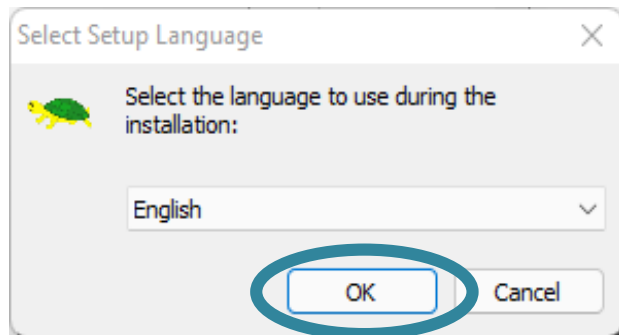 Select Setup Language
Select the language to use during the
installation:
English
OK
Cancel